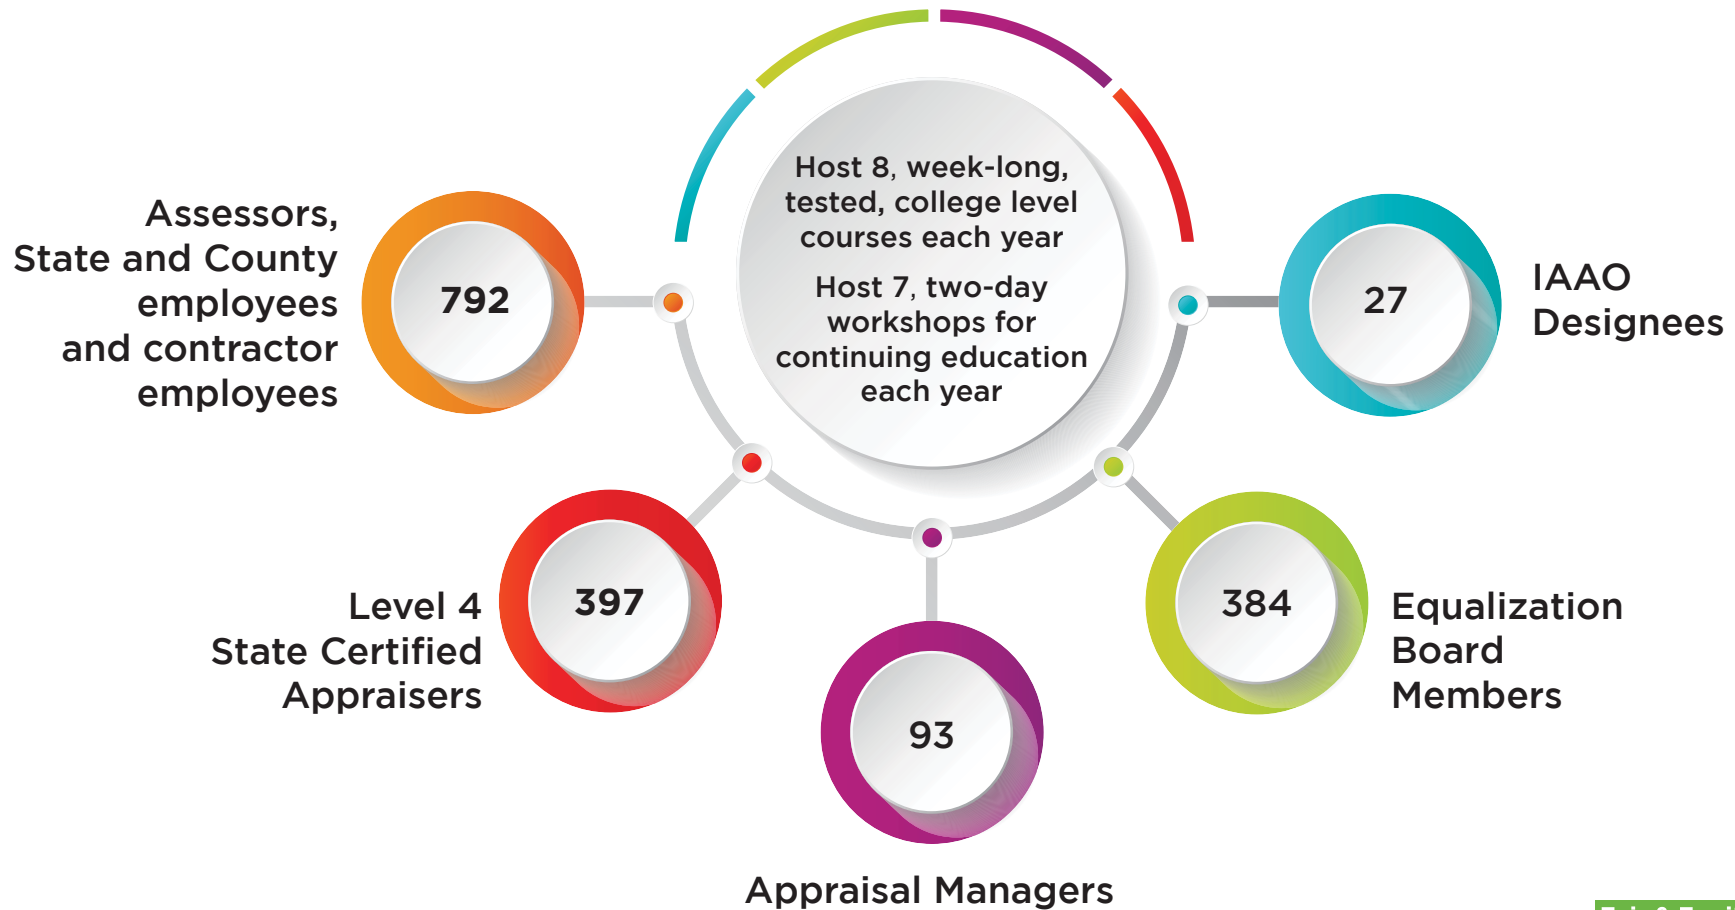 Host 8, week-long,
tested, college level
courses each year
Host 7, two-day
workshops for
continuing education
each year
Assessors,
State and County
employees
and contractor
employees
792
27
IAAO
Designees
Level 4
State Certified
Appraisers
397
384
Equalization
Board
Members
93
Appraisal Managers